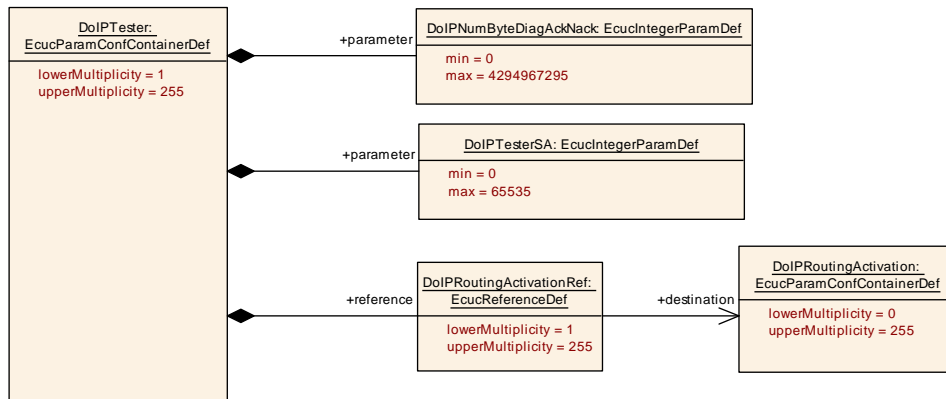 DoIPTester:
EcucParamConfContainerDef
lowerMultiplicity = 1
upperMultiplicity = 255
+parameter
DoIPNumByteDiagAckNack: EcucIntegerParamDef
min = 0
max = 4294967295
+parameter
DoIPTesterSA: EcucIntegerParamDef
min = 0
max = 65535
+reference
DoIPRoutingActivationRef:
EcucReferenceDef
lowerMultiplicity = 1
upperMultiplicity = 255
+destination
DoIPRoutingActivation:
EcucParamConfContainerDef
lowerMultiplicity = 0
upperMultiplicity = 255